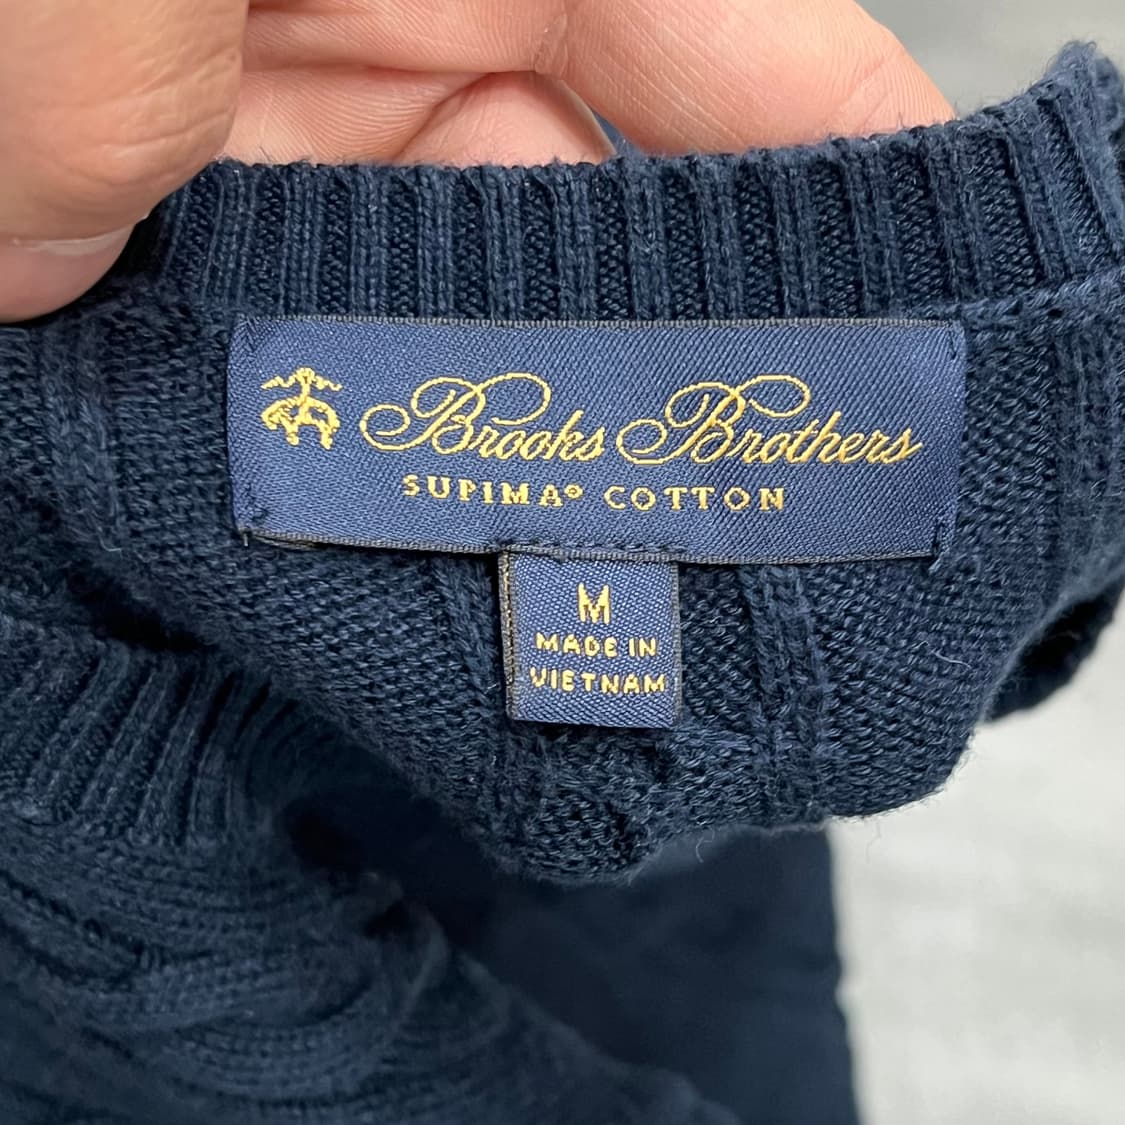 Brooks Brothers
SUPIMA® COTTON
M
MADE IN
VIETNAM